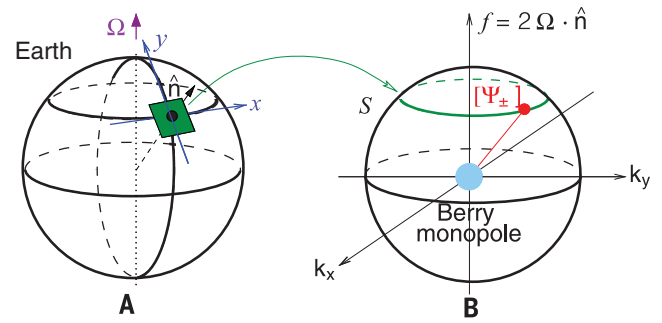 Ω
Earth
y
n̂
x
A
f = 2 Ω · n̂
S
[Ψ±]
k_y
Berry
monopole
k_x
B